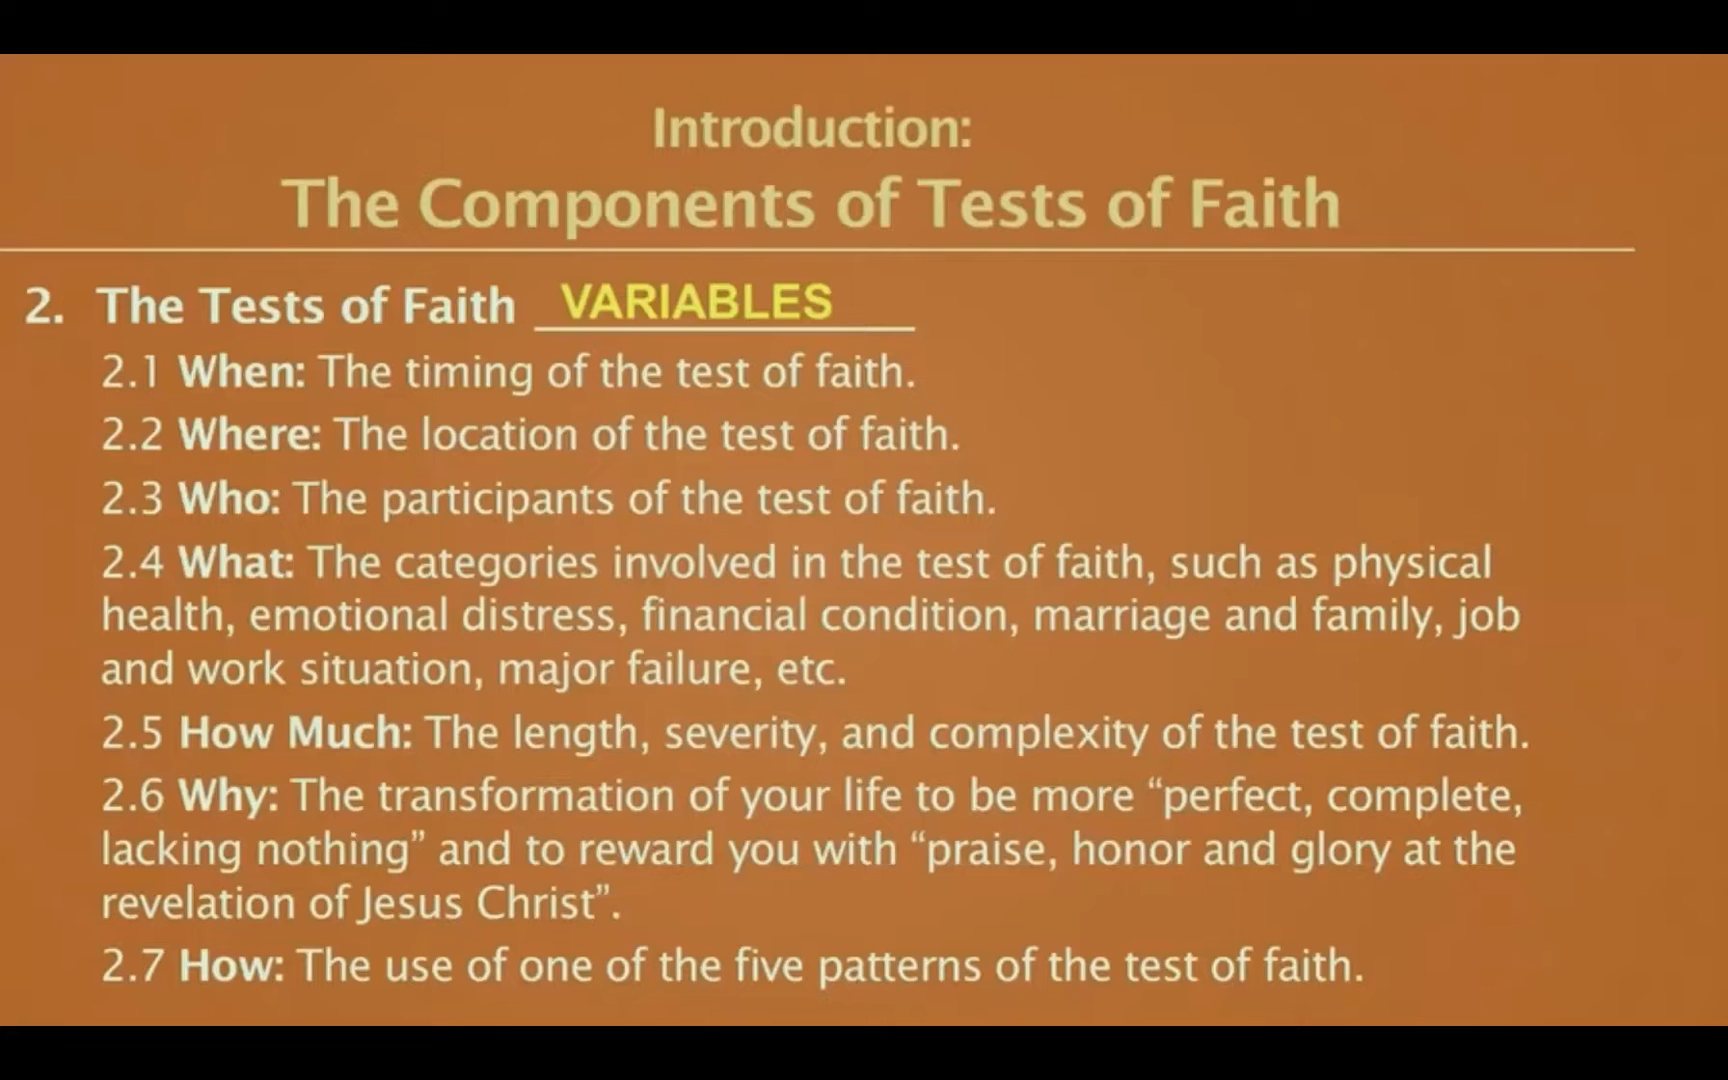 Introduction:
The Components of Tests of Faith
2. The Tests of Faith VARIABLES
2.1 When: The timing of the test of faith.
2.2 Where: The location of the test of faith.
2.3 Who: The participants of the test of faith.
2.4 What: The categories involved in the test of faith, such as physical
health, emotional distress, financial condition, marriage and family, job
and work situation, major failure, etc.
2.5 How Much: The length, severity, and complexity of the test of faith.
2.6 Why: The transformation of your life to be more “perfect, complete,
lacking nothing” and to reward you with “praise, honor and glory at the
revelation of Jesus Christ”.
2.7 How: The use of one of the five patterns of the test of faith.